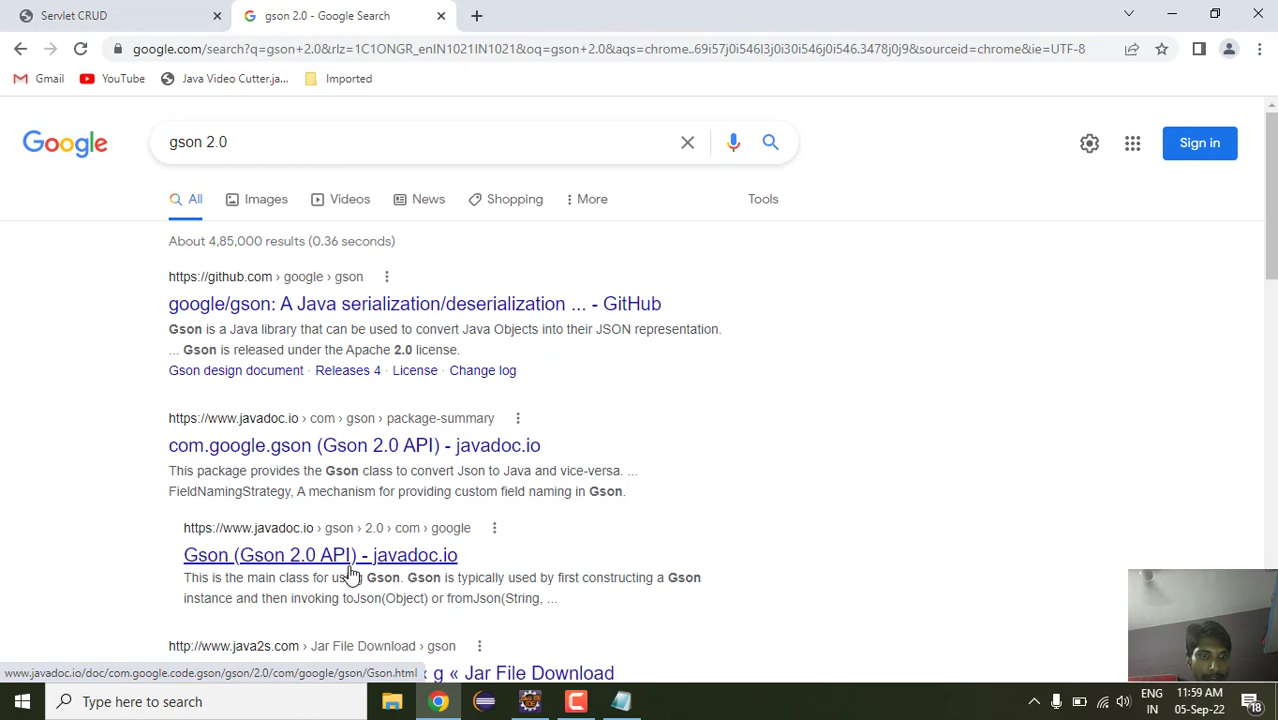 Servlet CRUD
gson 2.0 - Google Search
google.com/search?q=gson+2.0&rlz=1C1ONGR_enIN1021IN1021&oq=gson+2.0&aqs=chrome..69i57j0i546l3j0i30i546j0i546.3478j0j9&sourceid=chrome&ie=UTF-8
Gmail
YouTube
Java Video Cutter.ja...
Imported
Google
gson 2.0
Sign in
All
Images
Videos
News
Shopping
More
Tools
About 4,85,000 results (0.36 seconds)
https://github.com › google › gson
google/gson: A Java serialization/deserialization ... - GitHub
Gson is a Java library that can be used to convert Java Objects into their JSON representation.
... Gson is released under the Apache 2.0 license.
Gson design document · Releases 4 · License · Change log
https://www.javadoc.io › com › gson › package-summary
com.google.gson (Gson 2.0 API) - javadoc.io
This package provides the Gson class to convert Json to Java and vice-versa. ...
FieldNamingStrategy, A mechanism for providing custom field naming in Gson.
https://www.javadoc.io › gson › 2.0 › com › google
Gson (Gson 2.0 API) - javadoc.io
This is the main class for using Gson. Gson is typically used by first constructing a Gson
instance and then invoking toJson(Object) or fromJson(String, ...
http://www.java2s.com › Jar File Download › gson
g « Jar File Download
www.javadoc.io/doc/com.google.code.gson/gson/2.0/com/google/gson/Gson.html
Type here to search
ENG
IN
11:59 AM
05-Sep-22
18